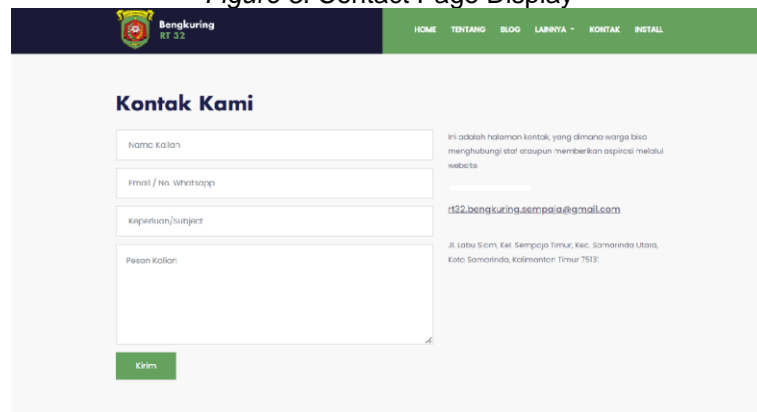 Contact Page Display
Bengkuring
RT 32
HOME TENTANG BLOG LAINNYA KONTAK INSTALL
Kontak Kami
Nama Kalian
Email / No. Whatsapp
Keperluan/Subject
Pesan Kalian
Kirim
Ini adalah halaman kontak, yang dimana warga bisa
menghubungi staf ataupun memberikan aspirasi melalui
website.
rt32.bengkuring.sempaja@gmail.com
Jl. Labu Siam, Kel. Sempaja Timur, Kec. Samarinda Utara,
Kota Samarinda, Kalimantan Timur 75131